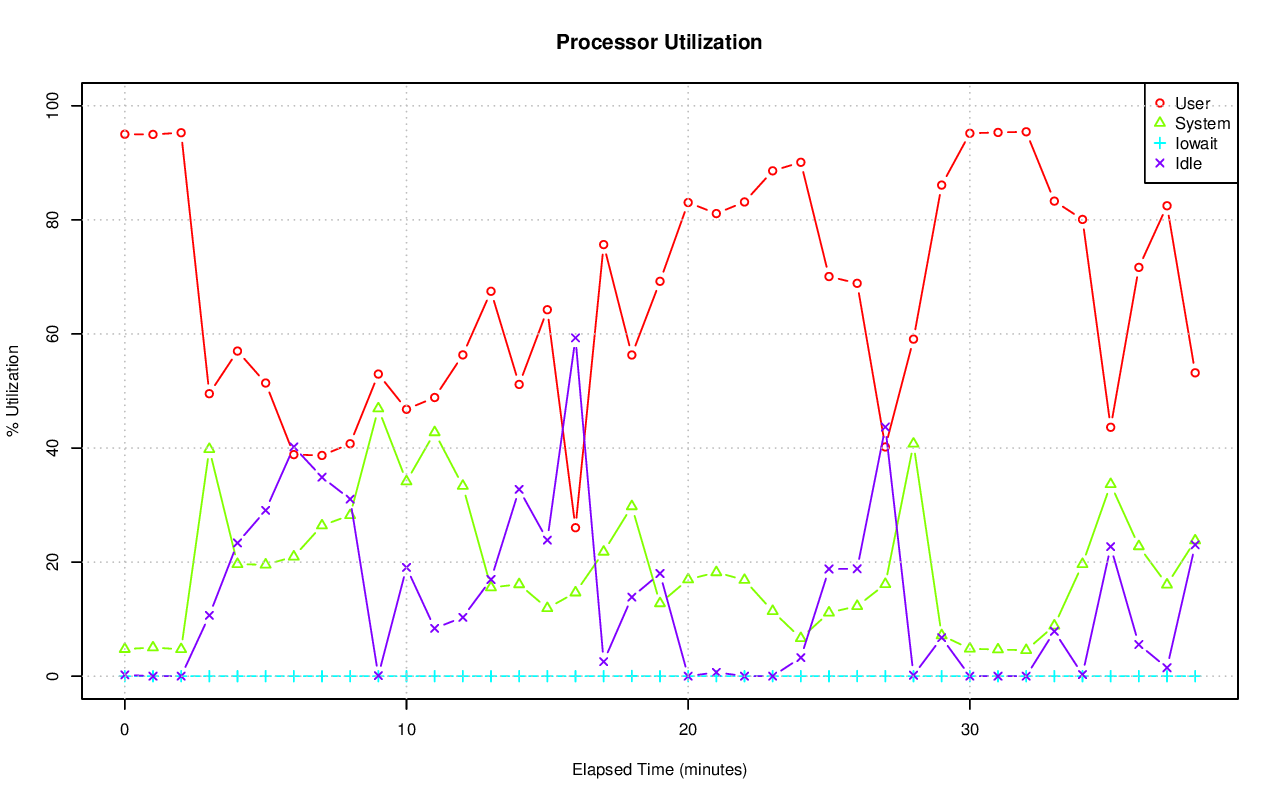 Processor Utilization
User
System
Iowait
Idle
100
80
60
40
20
0
% Utilization
0 10 20 30
Elapsed Time (minutes)